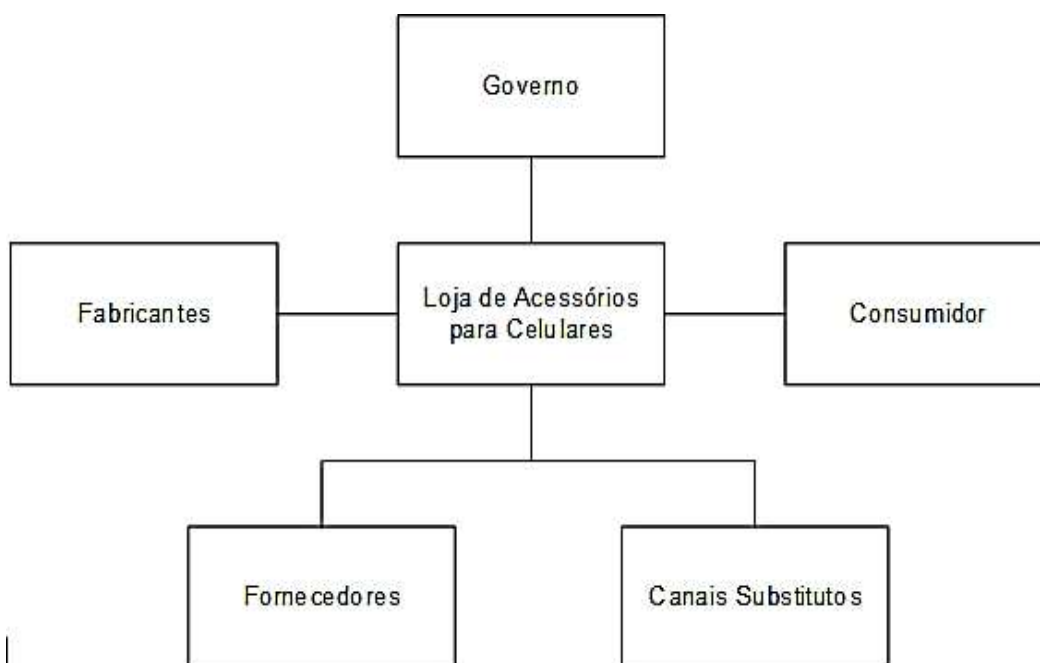 Governo
Fabricantes
Loja de Acessórios
para Celulares
Consumidor
Fornecedores
Canais Substitutos